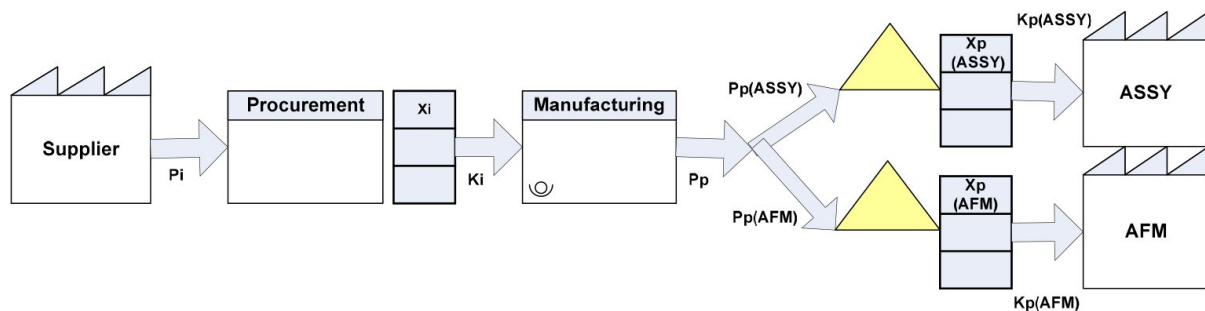 Supplier
Pi
Procurement
Xi
Ki
Manufacturing
Pp
Pp(ASSY)
Xp
(ASSY)
Kp(ASSY)
ASSY
Pp(AFM)
Xp
(AFM)
Kp(AFM)
AFM